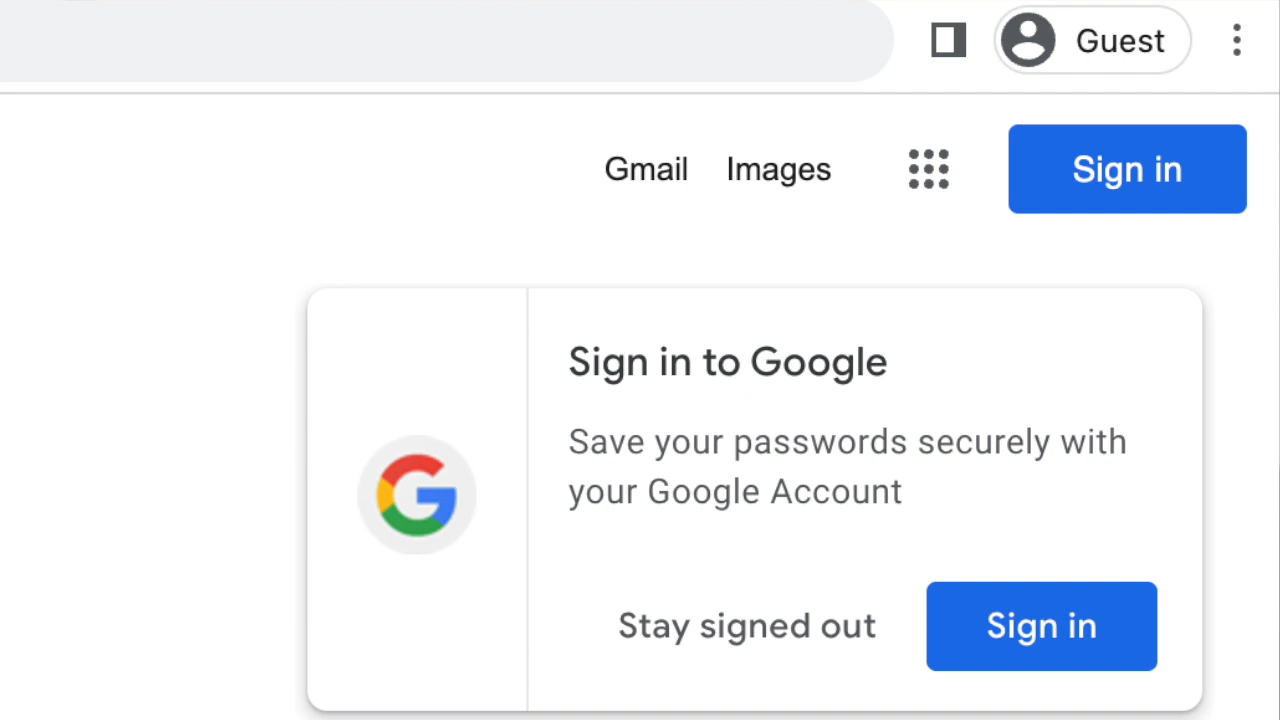 Guest
Gmail Images Sign in
Sign in to Google
Save your passwords securely with
your Google Account
Stay signed out Sign in